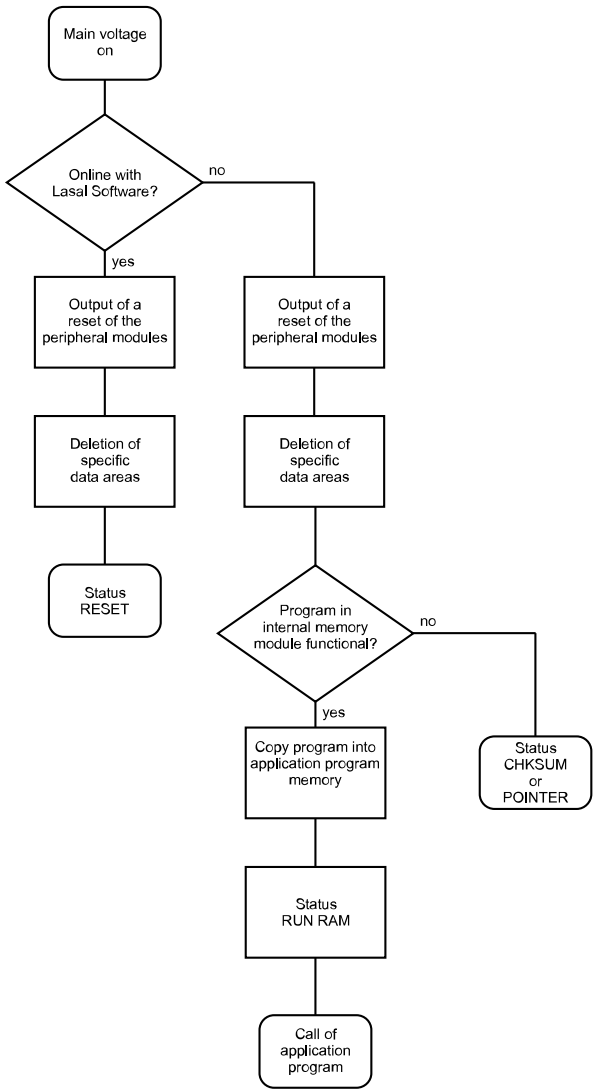 Main voltage
on
Online with
Lasal Software?
no
yes
Output of a
reset of the
peripheral modules
Output of a
reset of the
peripheral modules
Deletion of
specific
data areas
Deletion of
specific
data areas
Status
RESET
Program in
internal memory
module functional?
no
yes
Copy program into
application program
memory
Status
CHKSUM
or
POINTER
Status
RUN RAM
Call of
application
program